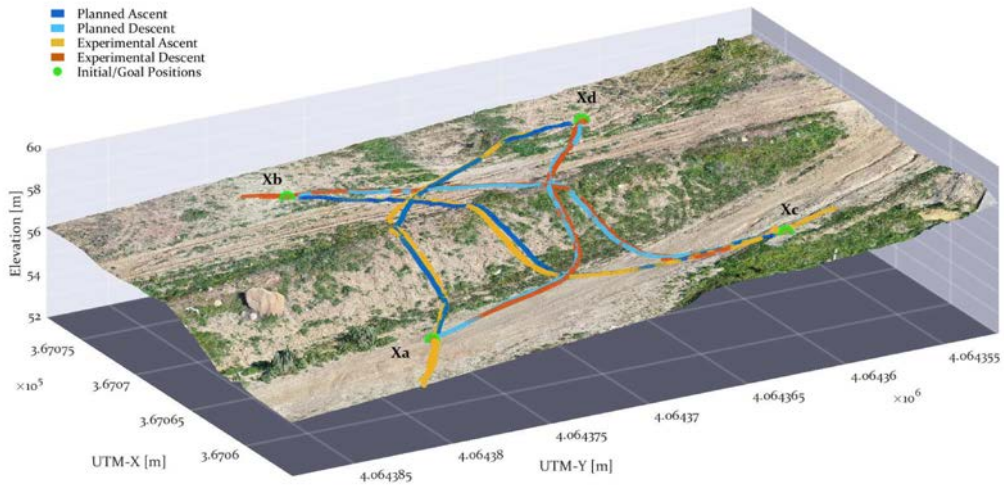 Planned Ascent
Planned Descent
Experimental Ascent
Experimental Descent
Initial/Goal Positions
Xd
Xb
Xc
Xa
Elevation [m]
60
58
56
54
52
3.67075
3.6707
3.67065
3.6706
×10⁵
UTM-X [m]
4.064385
4.06438
4.064375
4.06437
4.064365
4.06436
4.064355
×10⁶
UTM-Y [m]